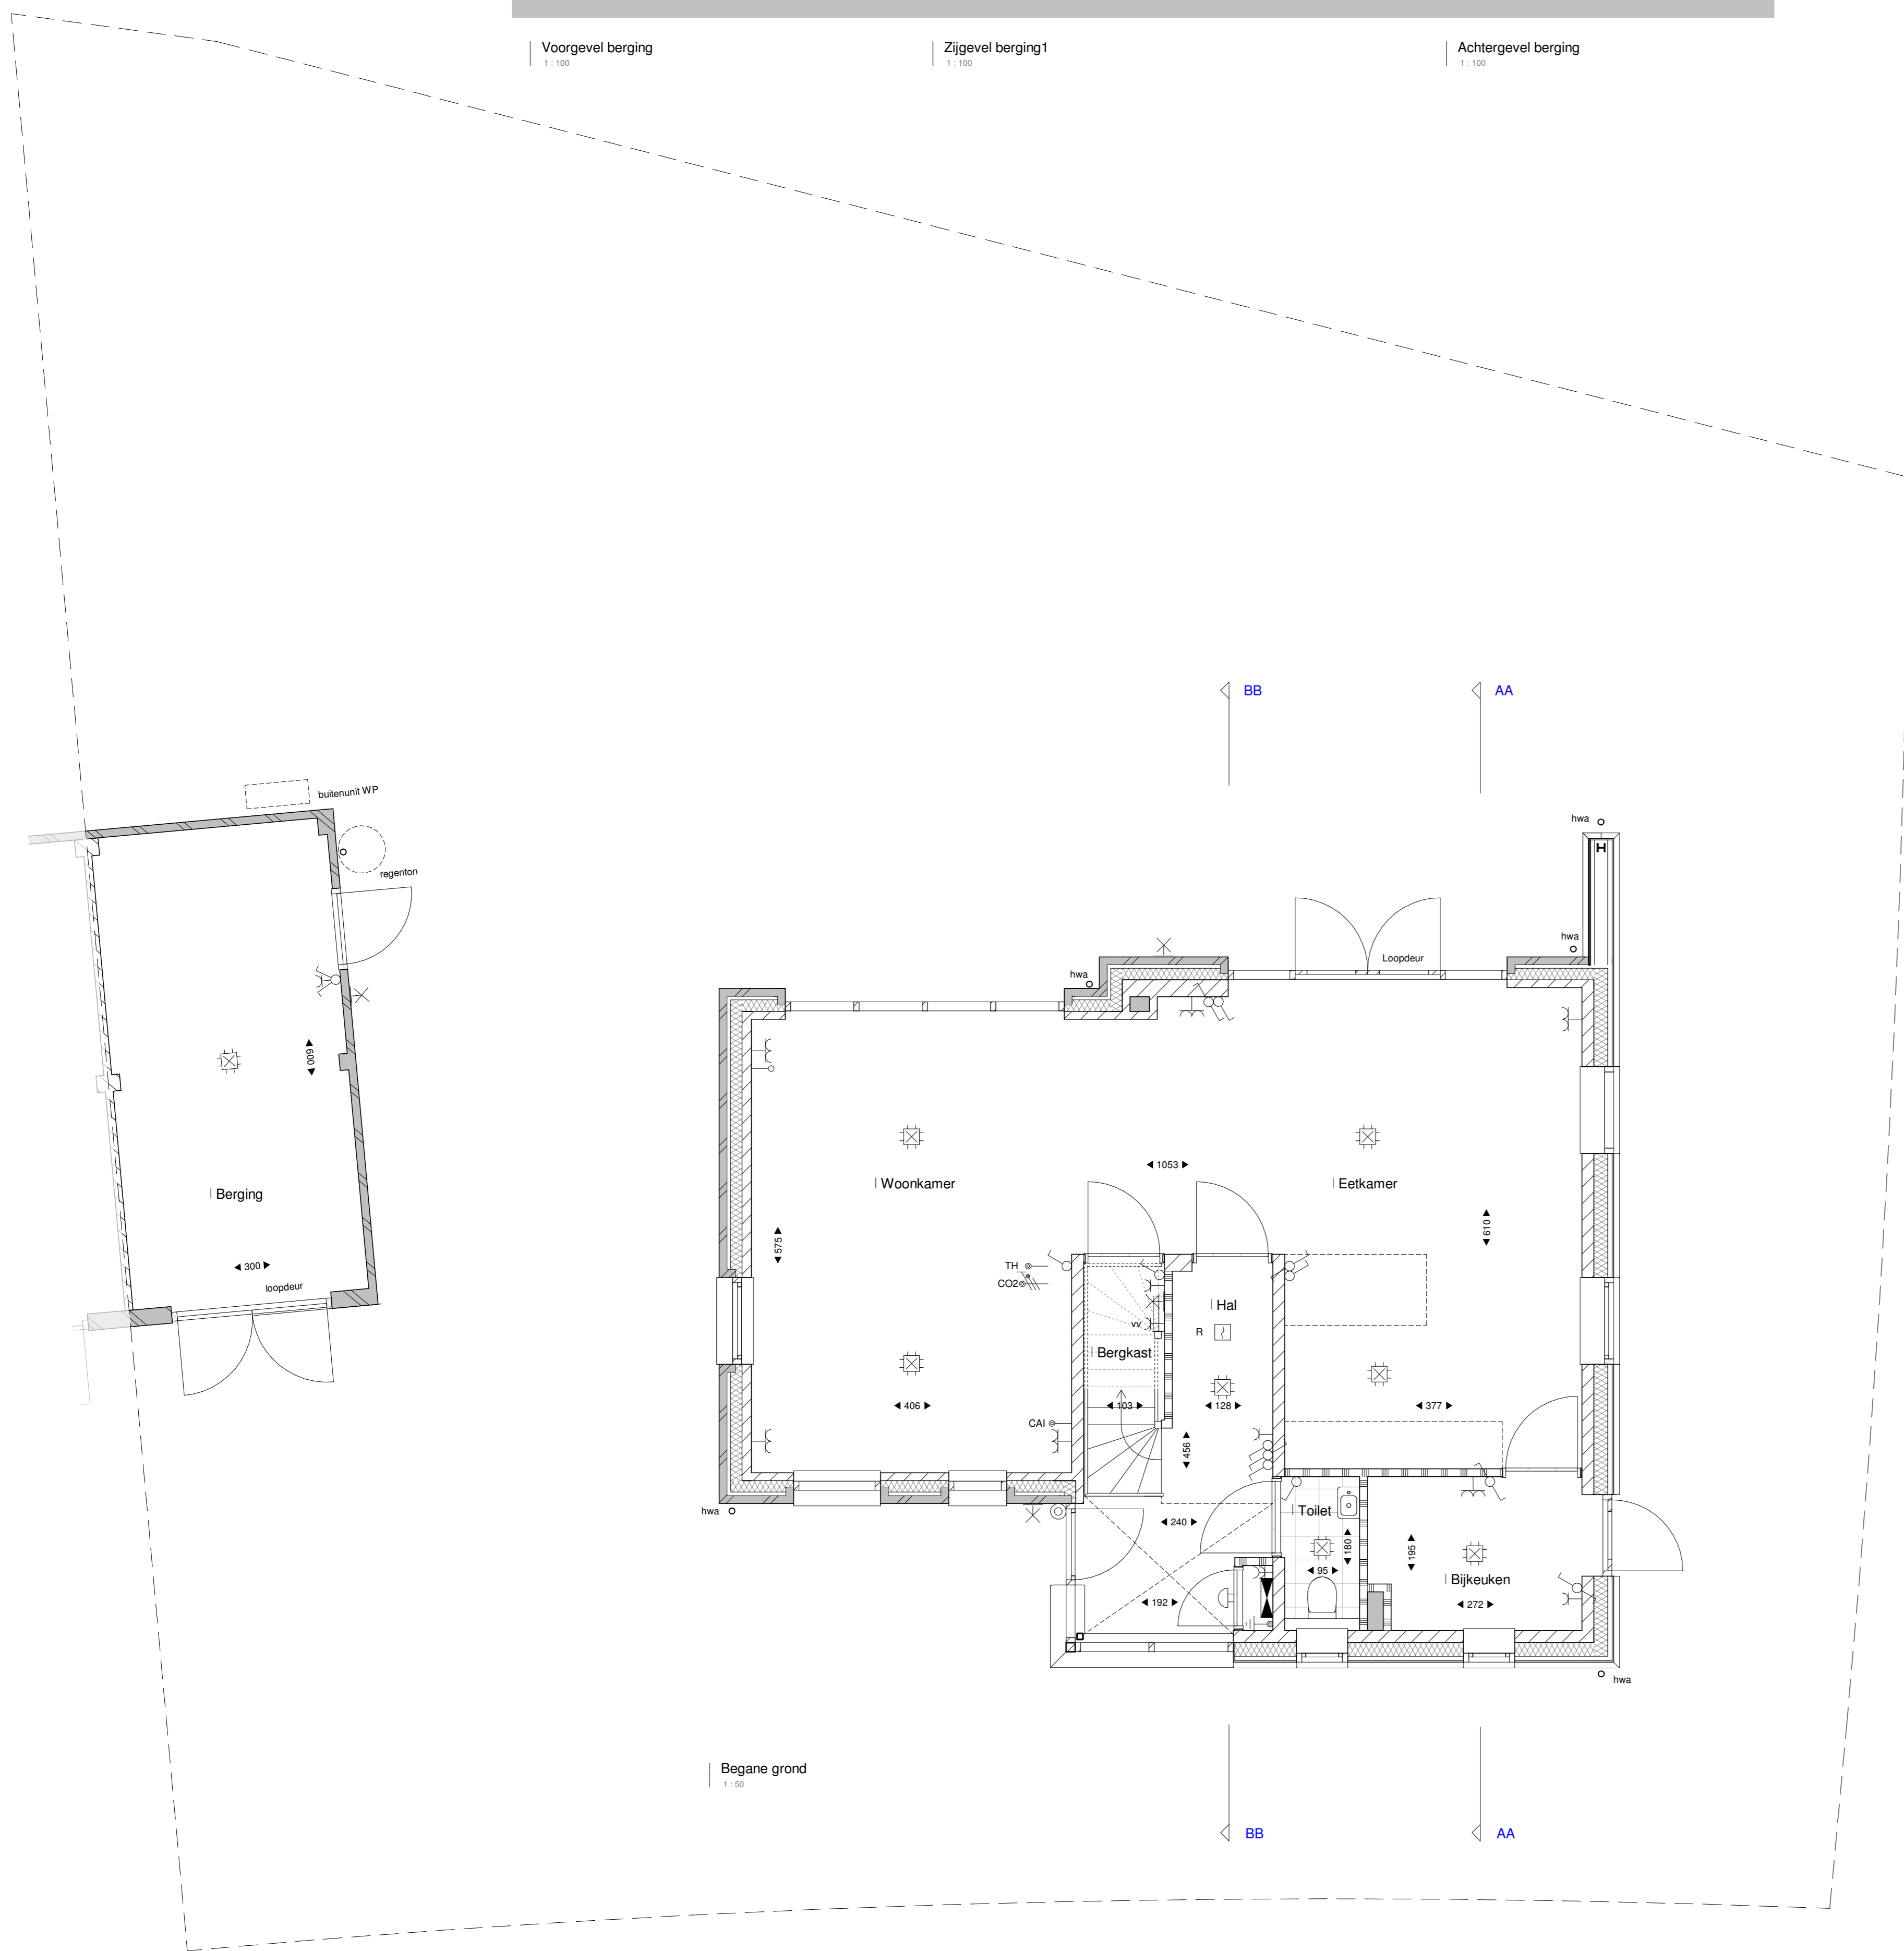 Voorgevel berging
1 : 100
Zijgevel berging1
1 : 100
Achtergevel berging
1 : 100
BB
AA
buitenunit WP
regenton
hwa
hwa
Loopdeur
hwa
600
Berging
300
loopdeur
1053
Woonkamer
Eetkamer
575
610
TH
CO2
Hal
vv
R
Bergkast
406
103
128
377
CAI
456
hwa
240
Toilet
180
195
95
Bijkeuken
192
272
hwa
Begane grond
1 : 50
BB
AA